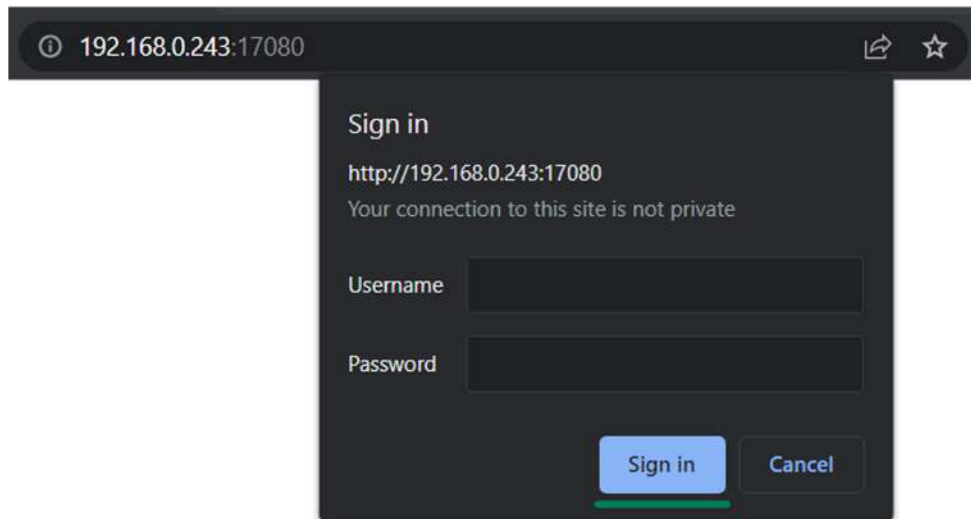 192.168.0.243:17080
Sign in
http://192.168.0.243:17080
Your connection to this site is not private
Username
Password
Sign in Cancel